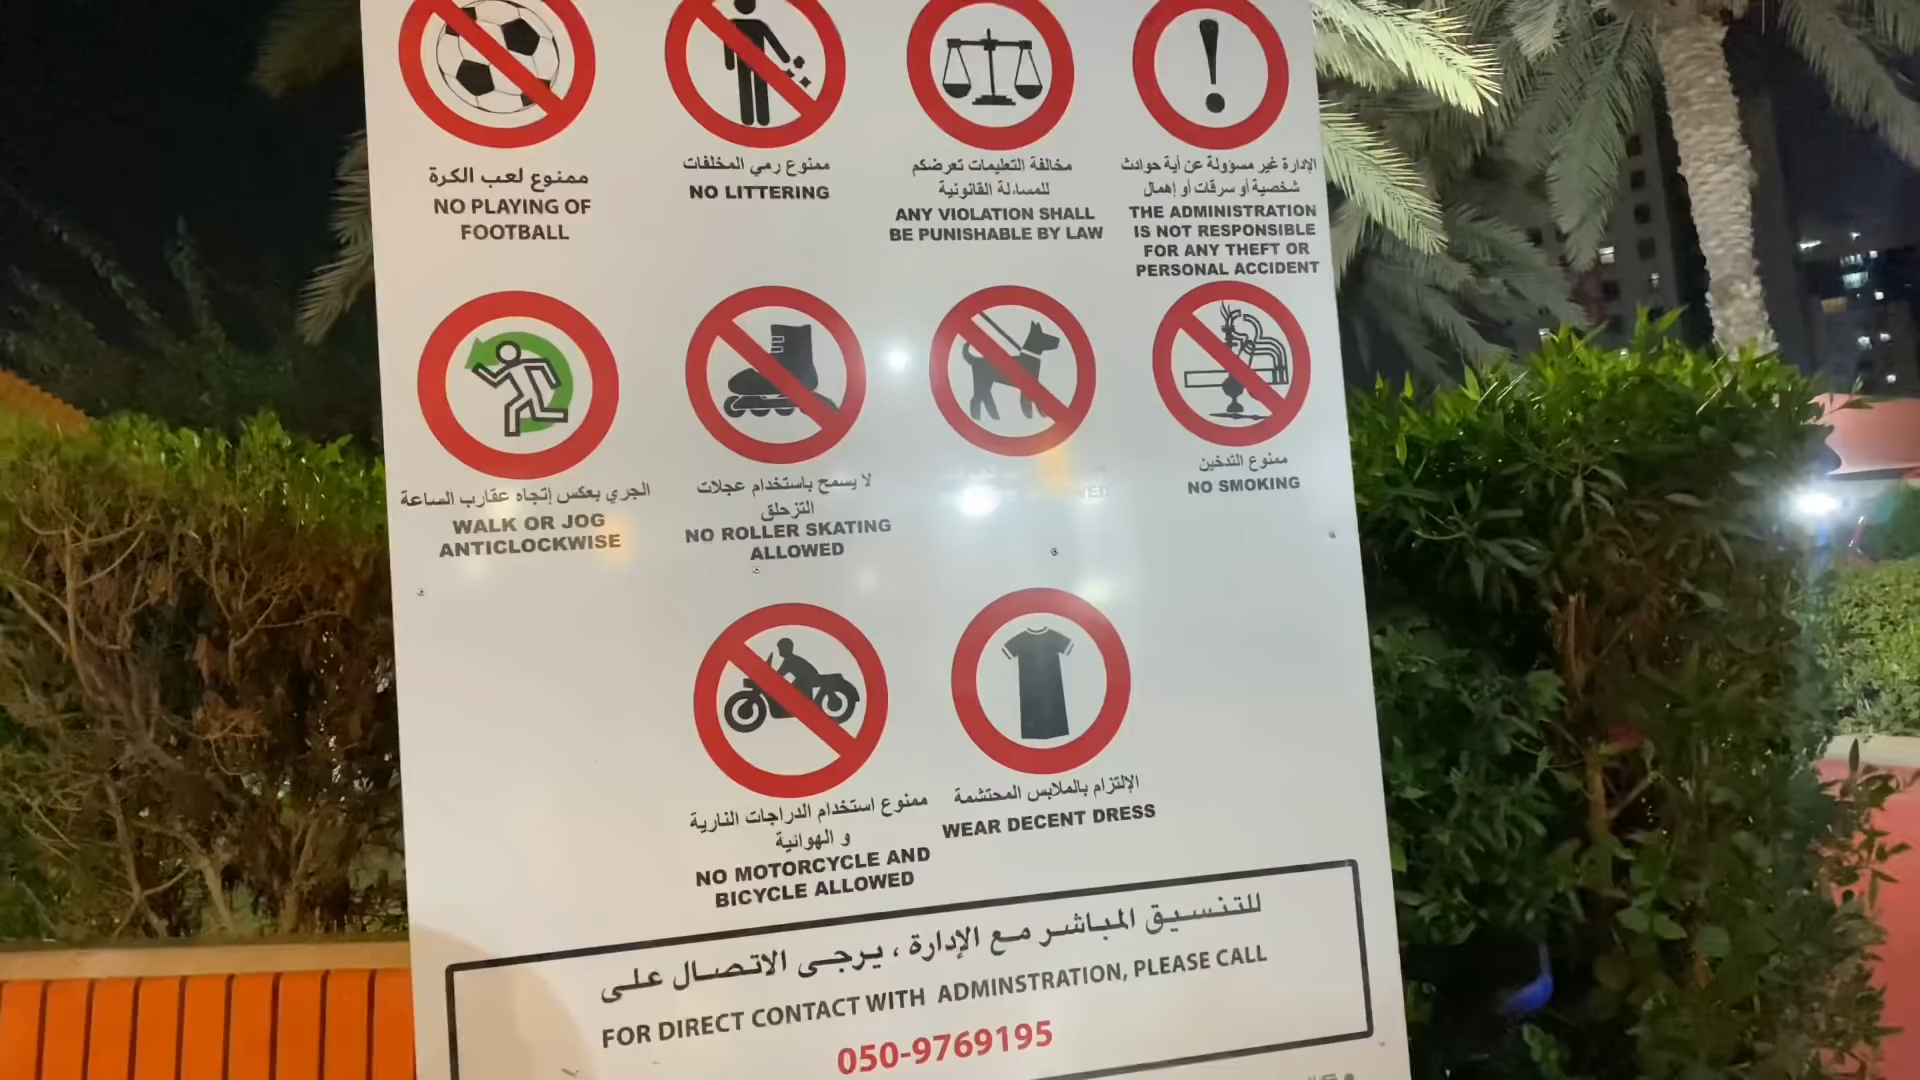 ممنوع لعب الكرة
NO PLAYING OF
FOOTBALL
ممنوع رمي المخلفات
NO LITTERING
مخالفة التعليمات تعرضكم
للمساءلة القانونية
ANY VIOLATION SHALL
BE PUNISHABLE BY LAW
الإدارة غير مسؤولة عن أية حوادث
شخصية أو سرقات أو إهمال
THE ADMINISTRATION
IS NOT RESPONSIBLE
FOR ANY THEFT OR
PERSONAL ACCIDENT
الجري بعكس إتجاه عقارب الساعة
WALK OR JOG
ANTICLOCKWISE
لا يسمح باستخدام عجلات
التزحلق
NO ROLLER SKATING
ALLOWED
ممنوع التدخين
NO SMOKING
ممنوع استخدام الدراجات النارية
و الهوائية
NO MOTORCYCLE AND
BICYCLE ALLOWED
الإلتزام بالملابس المحتشمة
WEAR DECENT DRESS
للتنسيق المباشر مع الإدارة ، يرجى الاتصال على
FOR DIRECT CONTACT WITH ADMINSTRATION, PLEASE CALL
050-9769195